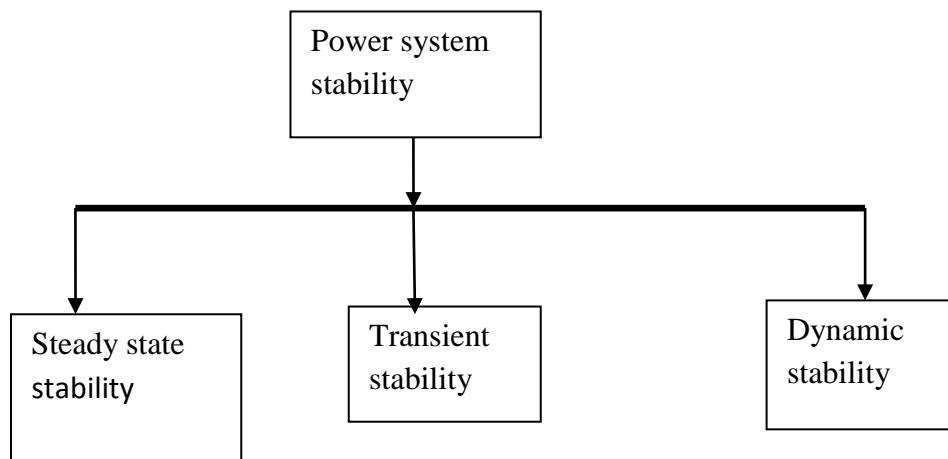 Power system
stability
Steady state
stability
Transient
stability
Dynamic
stability